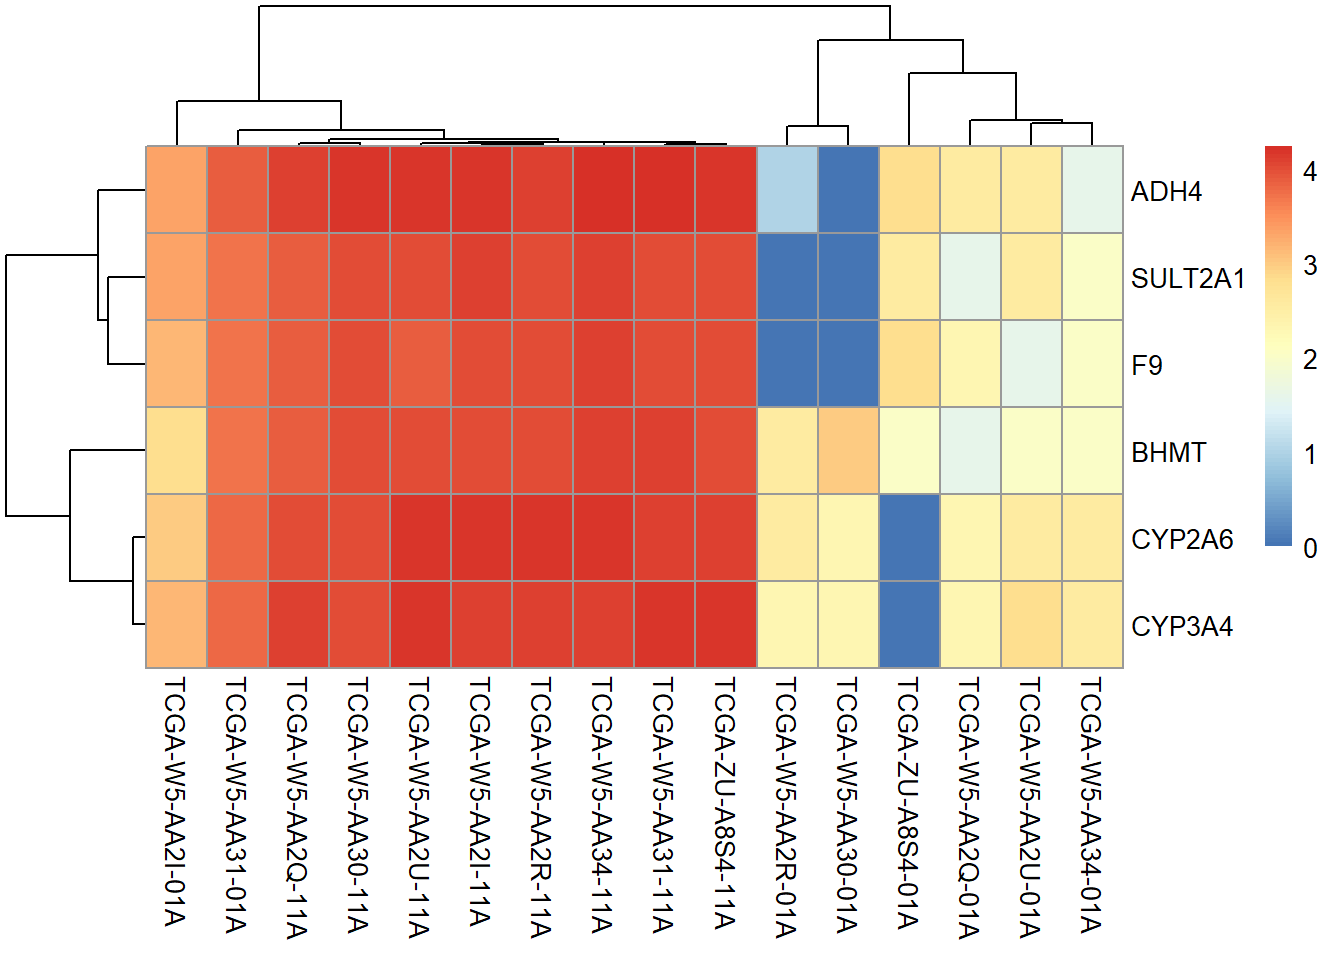 ADH4
SULT2A1
F9
BHMT
CYP2A6
CYP3A4
4
3
2
1
0
TCGA-W5-AA2I-01A
TCGA-W5-AA31-01A
TCGA-W5-AA2Q-11A
TCGA-W5-AA30-11A
TCGA-W5-AA2U-11A
TCGA-W5-AA2I-11A
TCGA-W5-AA2R-11A
TCGA-W5-AA34-11A
TCGA-W5-AA31-11A
TCGA-ZU-A8S4-11A
TCGA-W5-AA2R-01A
TCGA-W5-AA30-01A
TCGA-ZU-A8S4-01A
TCGA-W5-AA2Q-01A
TCGA-W5-AA2U-01A
TCGA-W5-AA34-01A